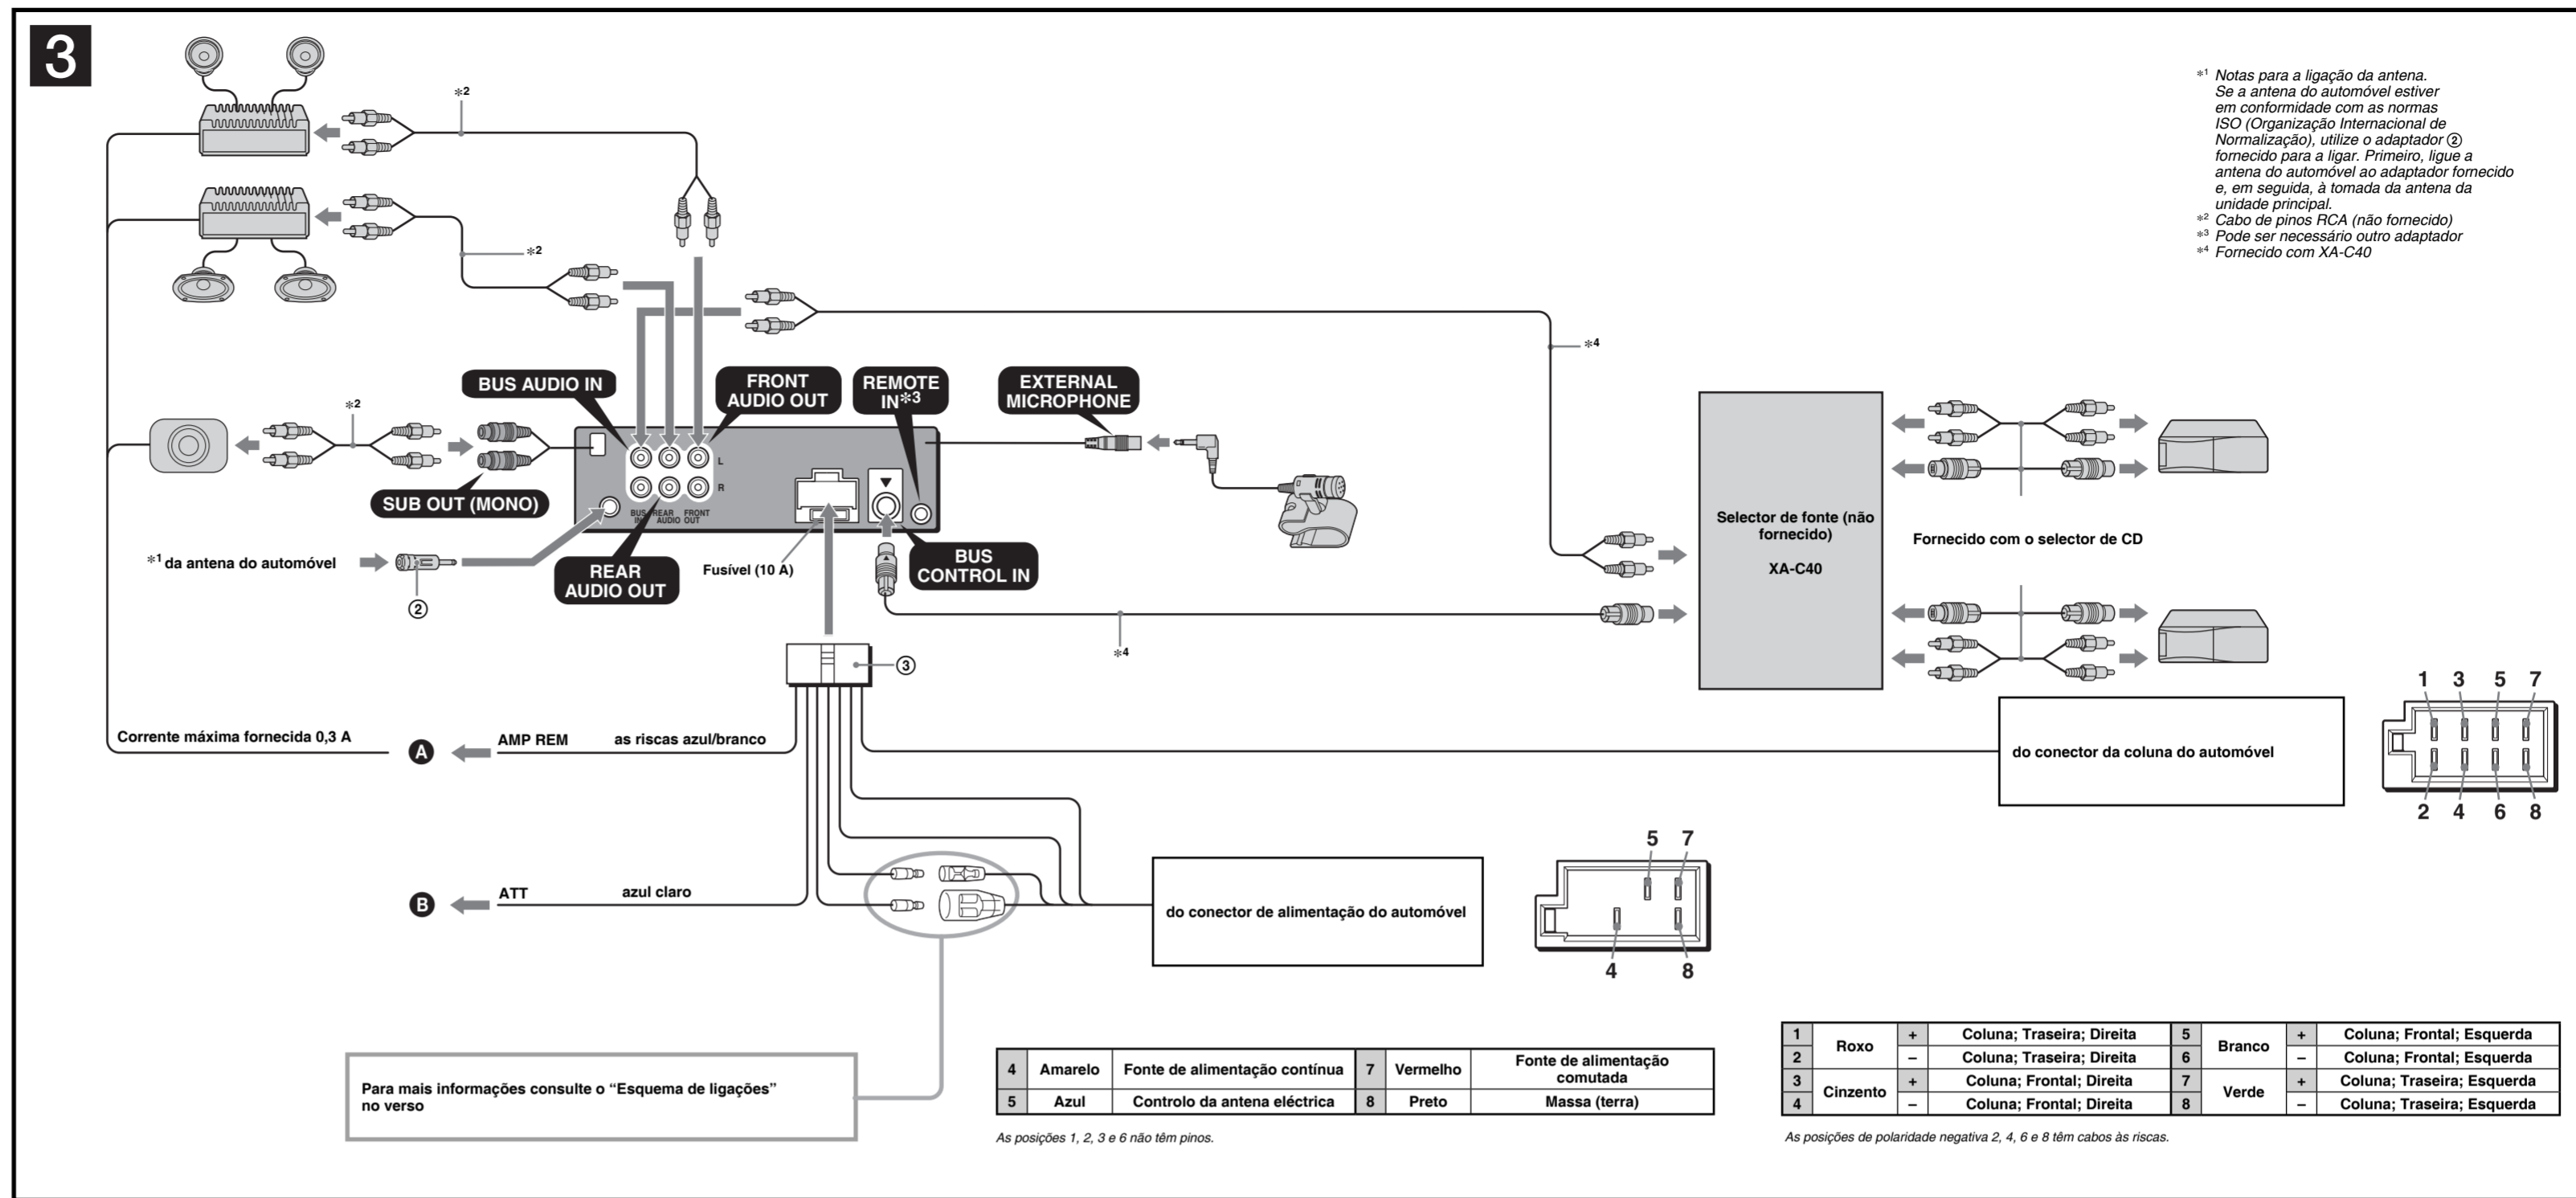 3
*1 Notas para a ligação da antena.
Se a antena do automóvel estiver
em conformidade com as normas
ISO (Organização Internacional de
Normalização), utilize o adaptador ②
fornecido para a ligar. Primeiro, ligue a
antena do automóvel ao adaptador fornecido
e, em seguida, à tomada da antena da
unidade principal.
*2 Cabo de pinos RCA (não fornecido)
*3 Pode ser necessário outro adaptador
*4 Fornecido com XA-C40
*2
*2
*4
*2
BUS AUDIO IN
FRONT
AUDIO OUT
REMOTE
IN*3
EXTERNAL
MICROPHONE
SUB OUT (MONO)
L
R
BUS REAR FRONT
IN AUDIO OUT
*1 da antena do automóvel
②
REAR
AUDIO OUT
Fusível (10 A)
BUS
CONTROL IN
Selector de fonte (não
fornecido)
XA-C40
Fornecido com o selector de CD
*4
③
Corrente máxima fornecida 0,3 A
A
AMP REM as riscas azul/branco
do conector da coluna do automóvel
1 3 5 7
2 4 6 8
B
ATT azul claro
do conector de alimentação do automóvel
5 7
4 8
Para mais informações consulte o “Esquema de ligações”
no verso
4 Amarelo Fonte de alimentação contínua 7 Vermelho Fonte de alimentação
comutada
5 Azul Controlo da antena eléctrica 8 Preto Massa (terra)
As posições 1, 2, 3 e 6 não têm pinos.
1 Roxo + Coluna; Traseira; Direita 5 Branco + Coluna; Frontal; Esquerda
2 – Coluna; Traseira; Direita 6 – Coluna; Frontal; Esquerda
3 Cinzento + Coluna; Frontal; Direita 7 Verde + Coluna; Traseira; Esquerda
4 – Coluna; Frontal; Direita 8 – Coluna; Traseira; Esquerda
As posições de polaridade negativa 2, 4, 6 e 8 têm cabos às riscas.